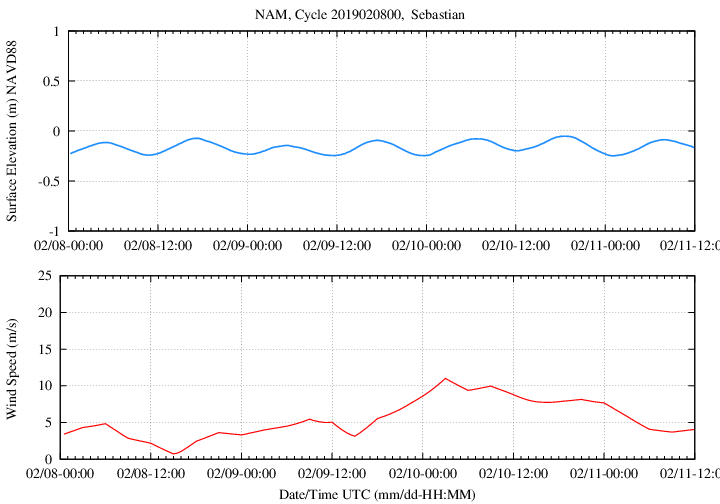 NAM, Cycle 2019020800,  Sebastian
1
0.5
0
-0.5
-1
Surface Elevation (m) NAVD88
02/08-00:00 02/08-12:00 02/09-00:00 02/09-12:00 02/10-00:00 02/10-12:00 02/11-00:00 02/11-12:0
25
20
15
10
5
0
Wind Speed (m/s)
02/08-00:00 02/08-12:00 02/09-00:00 02/09-12:00 02/10-00:00 02/10-12:00 02/11-00:00 02/11-12:0
Date/Time UTC (mm/dd-HH:MM)